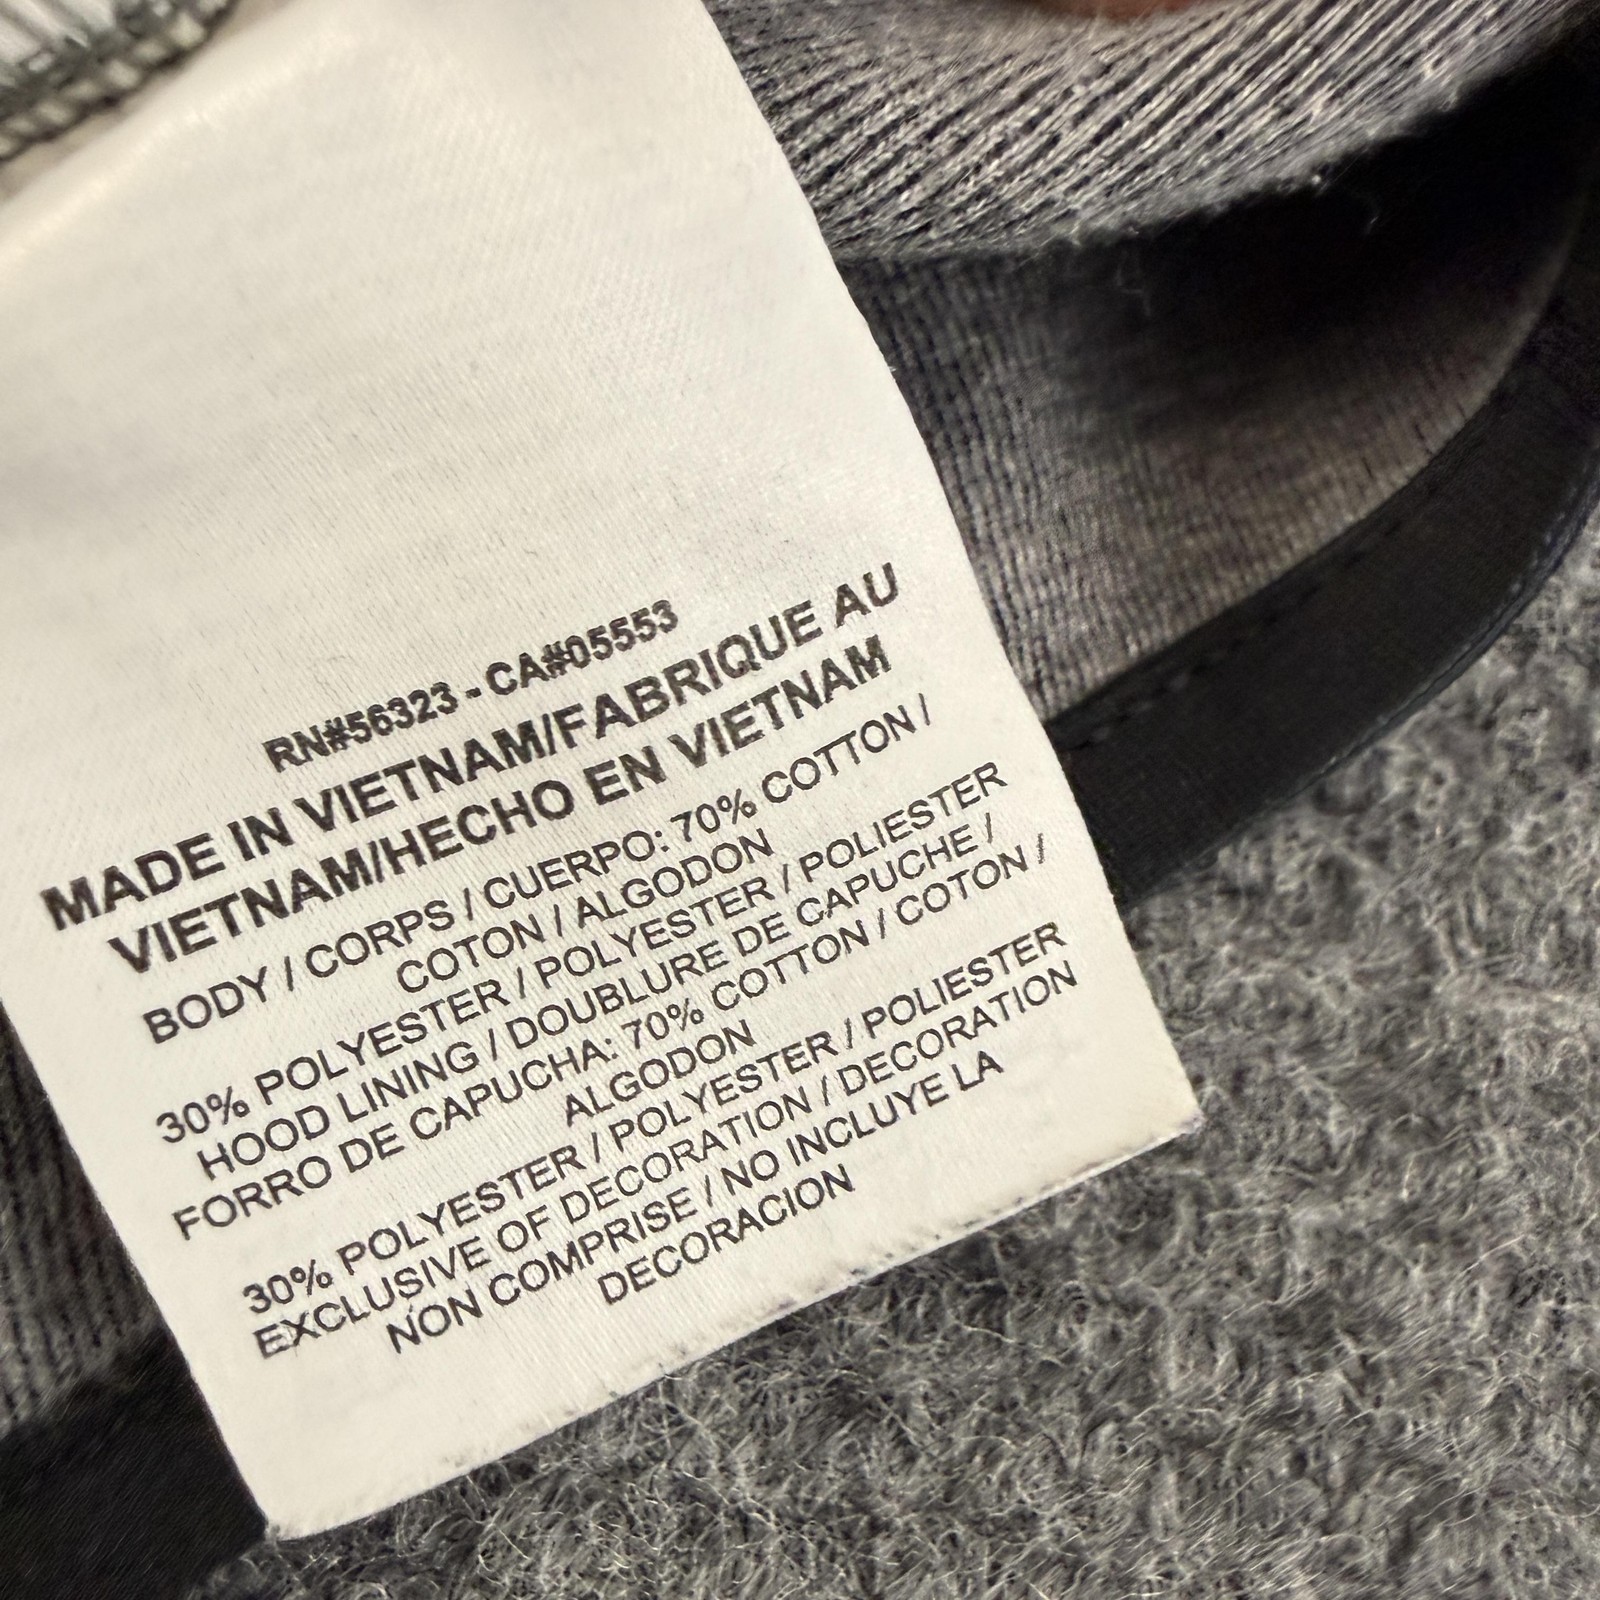 RN#56323 - CA#05553
MADE IN VIETNAM/FABRIQUE AU
VIETNAM/HECHO EN VIETNAM
BODY / CORPS / CUERPO: 70% COTTON /
COTON / ALGODON
30% POLYESTER / POLYESTER / POLIESTER
HOOD LINING / DOUBLURE DE CAPUCHE /
FORRO DE CAPUCHA: 70% COTTON / COTON /
ALGODON
30% POLYESTER / POLYESTER / POLIESTER
EXCLUSIVE OF DECORATION / DECORATION
NON COMPRISE / NO INCLUYE LA
DECORACION